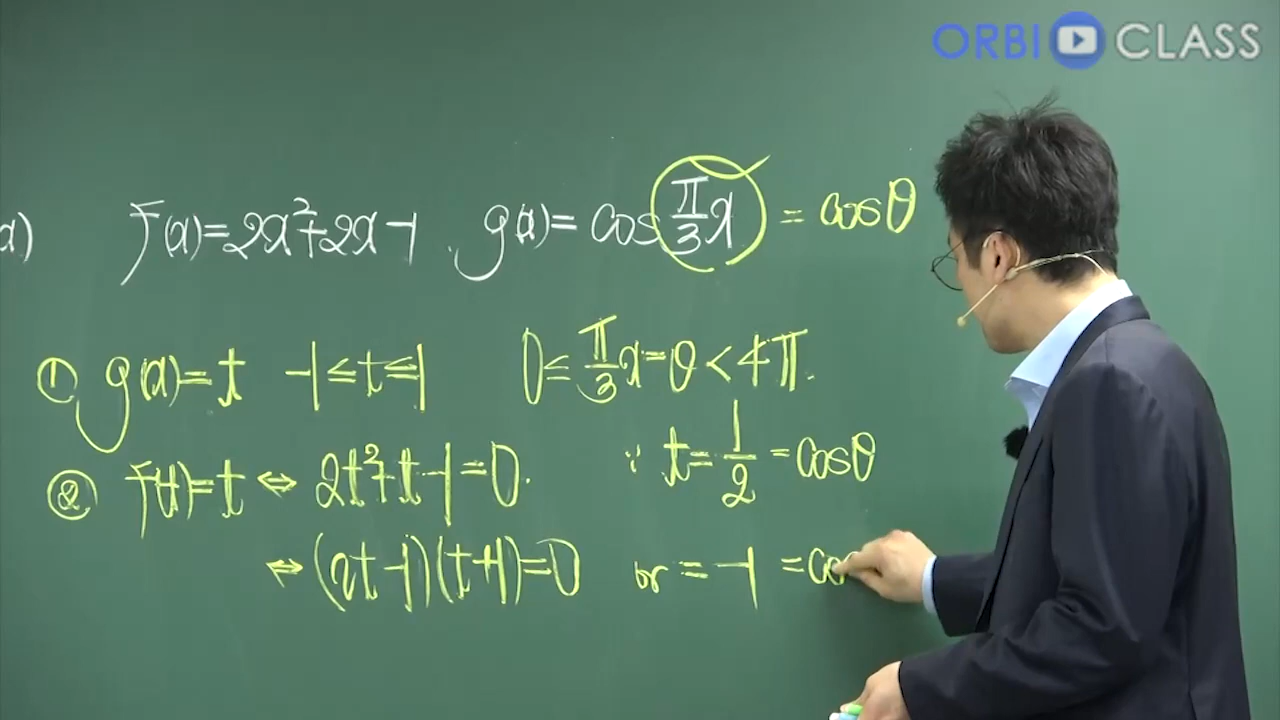 ORBI CLASS
x) f(x)=2x²+2x-1, g(x)=cos π/3 x = cosθ
① g(x)=t -1≤t≤1 0≤ π/3 x=θ<4π.
② f(t)=t ⇔ 2t²+t-1=0. ∵ t= 1/2 =cosθ
⇔ (2t-1)(t+1)=0 or = -1 =cos